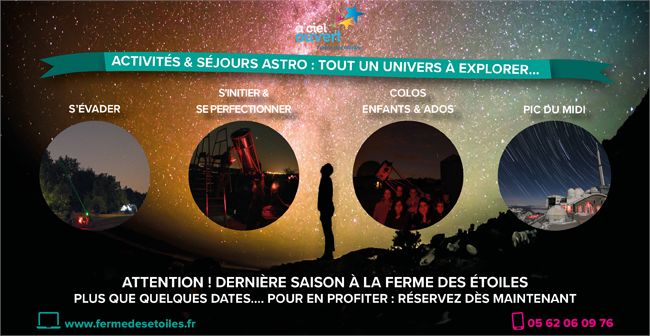 à ciel
ouvert
ACTIVITÉS & SÉJOURS ASTRO : TOUT UN UNIVERS À EXPLORER...
S'ÉVADER
S'INITIER &
SE PERFECTIONNER
COLOS
ENFANTS & ADOS
PIC DU MIDI
ATTENTION ! DERNIÈRE SAISON À LA FERME DES ÉTOILES
PLUS QUE QUELQUES DATES.... POUR EN PROFITER : RÉSERVEZ DÈS MAINTENANT
www.fermedesetoiles.fr
05 62 06 09 76